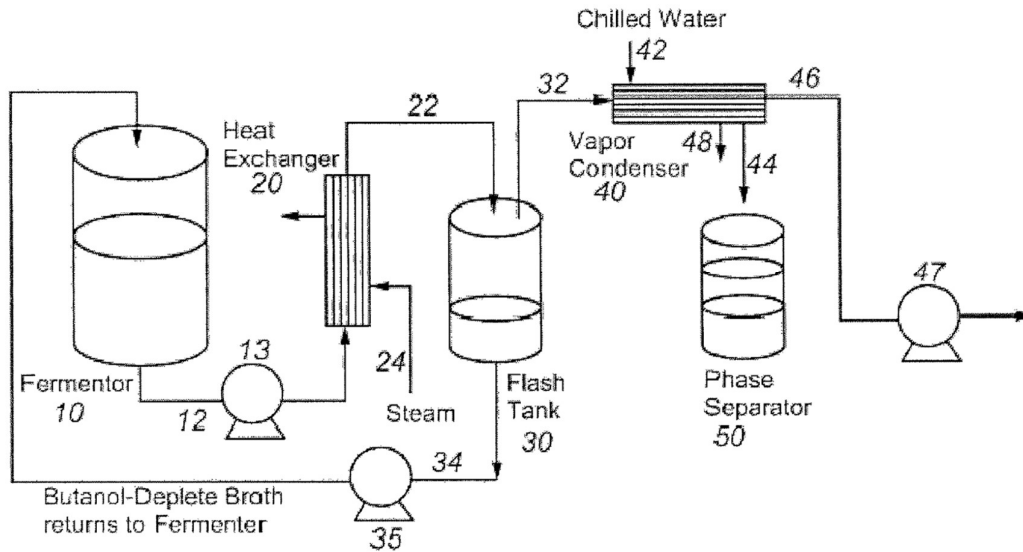 Chilled Water
42
32
46
22
Heat
Exchanger
20
Vapor
Condenser
40
48
44
47
13
Fermentor
10
12
24
Steam
Flash
Tank
30
Phase
Separator
50
34
Butanol-Deplete Broth
returns to Fermenter
35